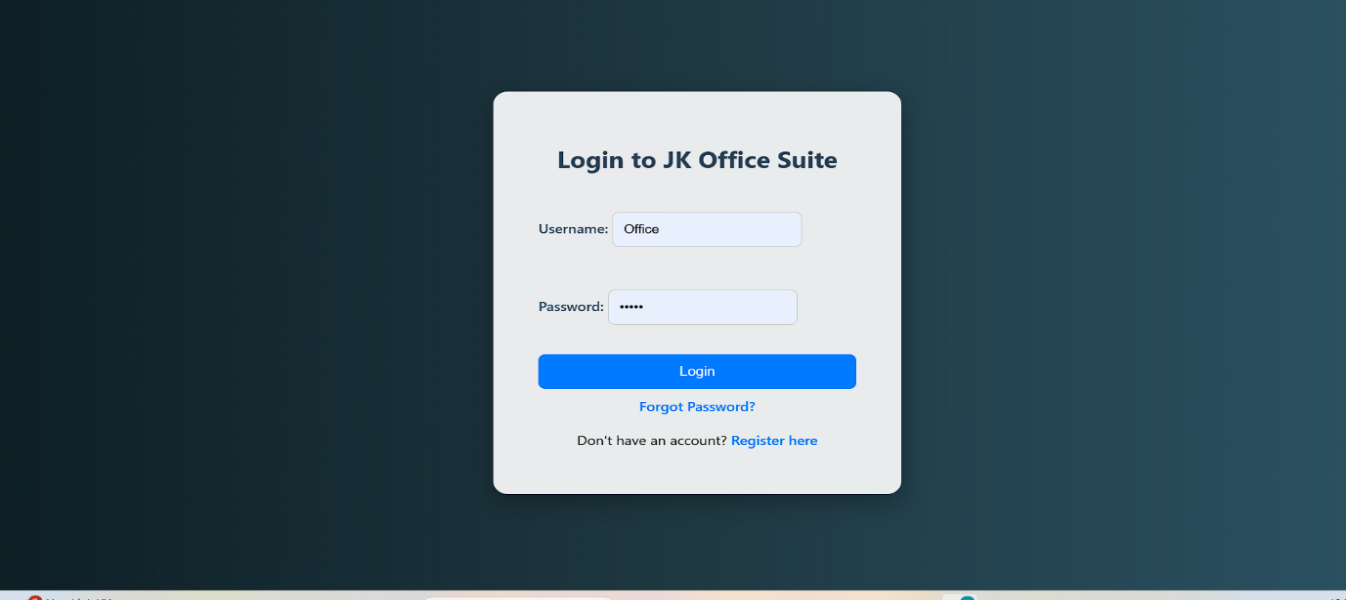 Login to JK Office Suite
Username: Office
Password: •••••
Login
Forgot Password?
Don't have an account? Register here